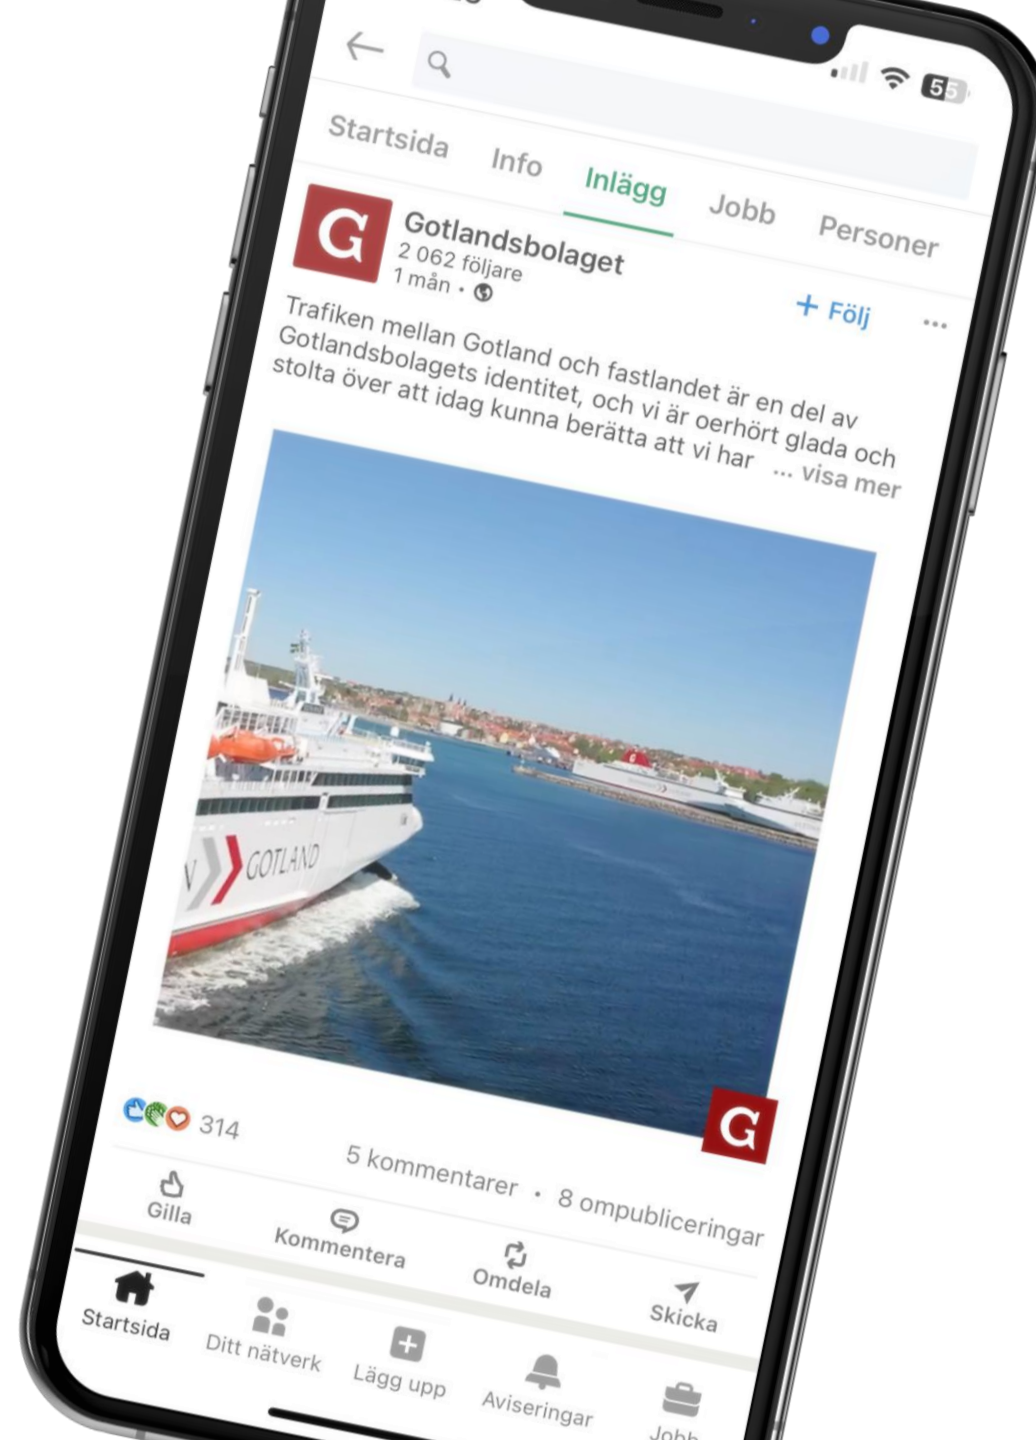 55
Startsida Info Inlägg Jobb Personer
G
Gotlandsbolaget
2 062 följare
1 mån •
+ Följ ...
Trafiken mellan Gotland och fastlandet är en del av
Gotlandsbolagets identitet, och vi är oerhört glada och
stolta över att idag kunna berätta att vi har ... visa mer
GOTLAND
G
314
5 kommentarer • 8 ompubliceringar
Gilla Kommentera Omdela Skicka
Startsida Ditt nätverk Lägg upp Aviseringar Jobb